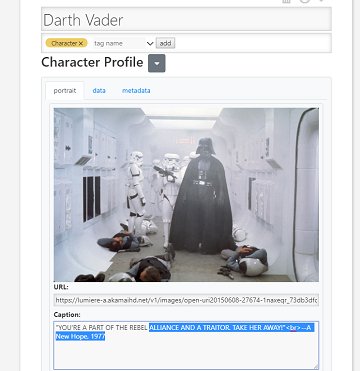 Darth Vader
Character × tag name add
Character Profile
portrait data metadata
URL:
https://lumiere-a.akamaihd.net/v1/images/open-uri20150608-27674-1naxeqr_73db3dfc
Caption:
"YOU'RE A PART OF THE REBEL ALLIANCE AND A TRAITOR. TAKE HER AWAY!"<br>--A
New Hope, 1977